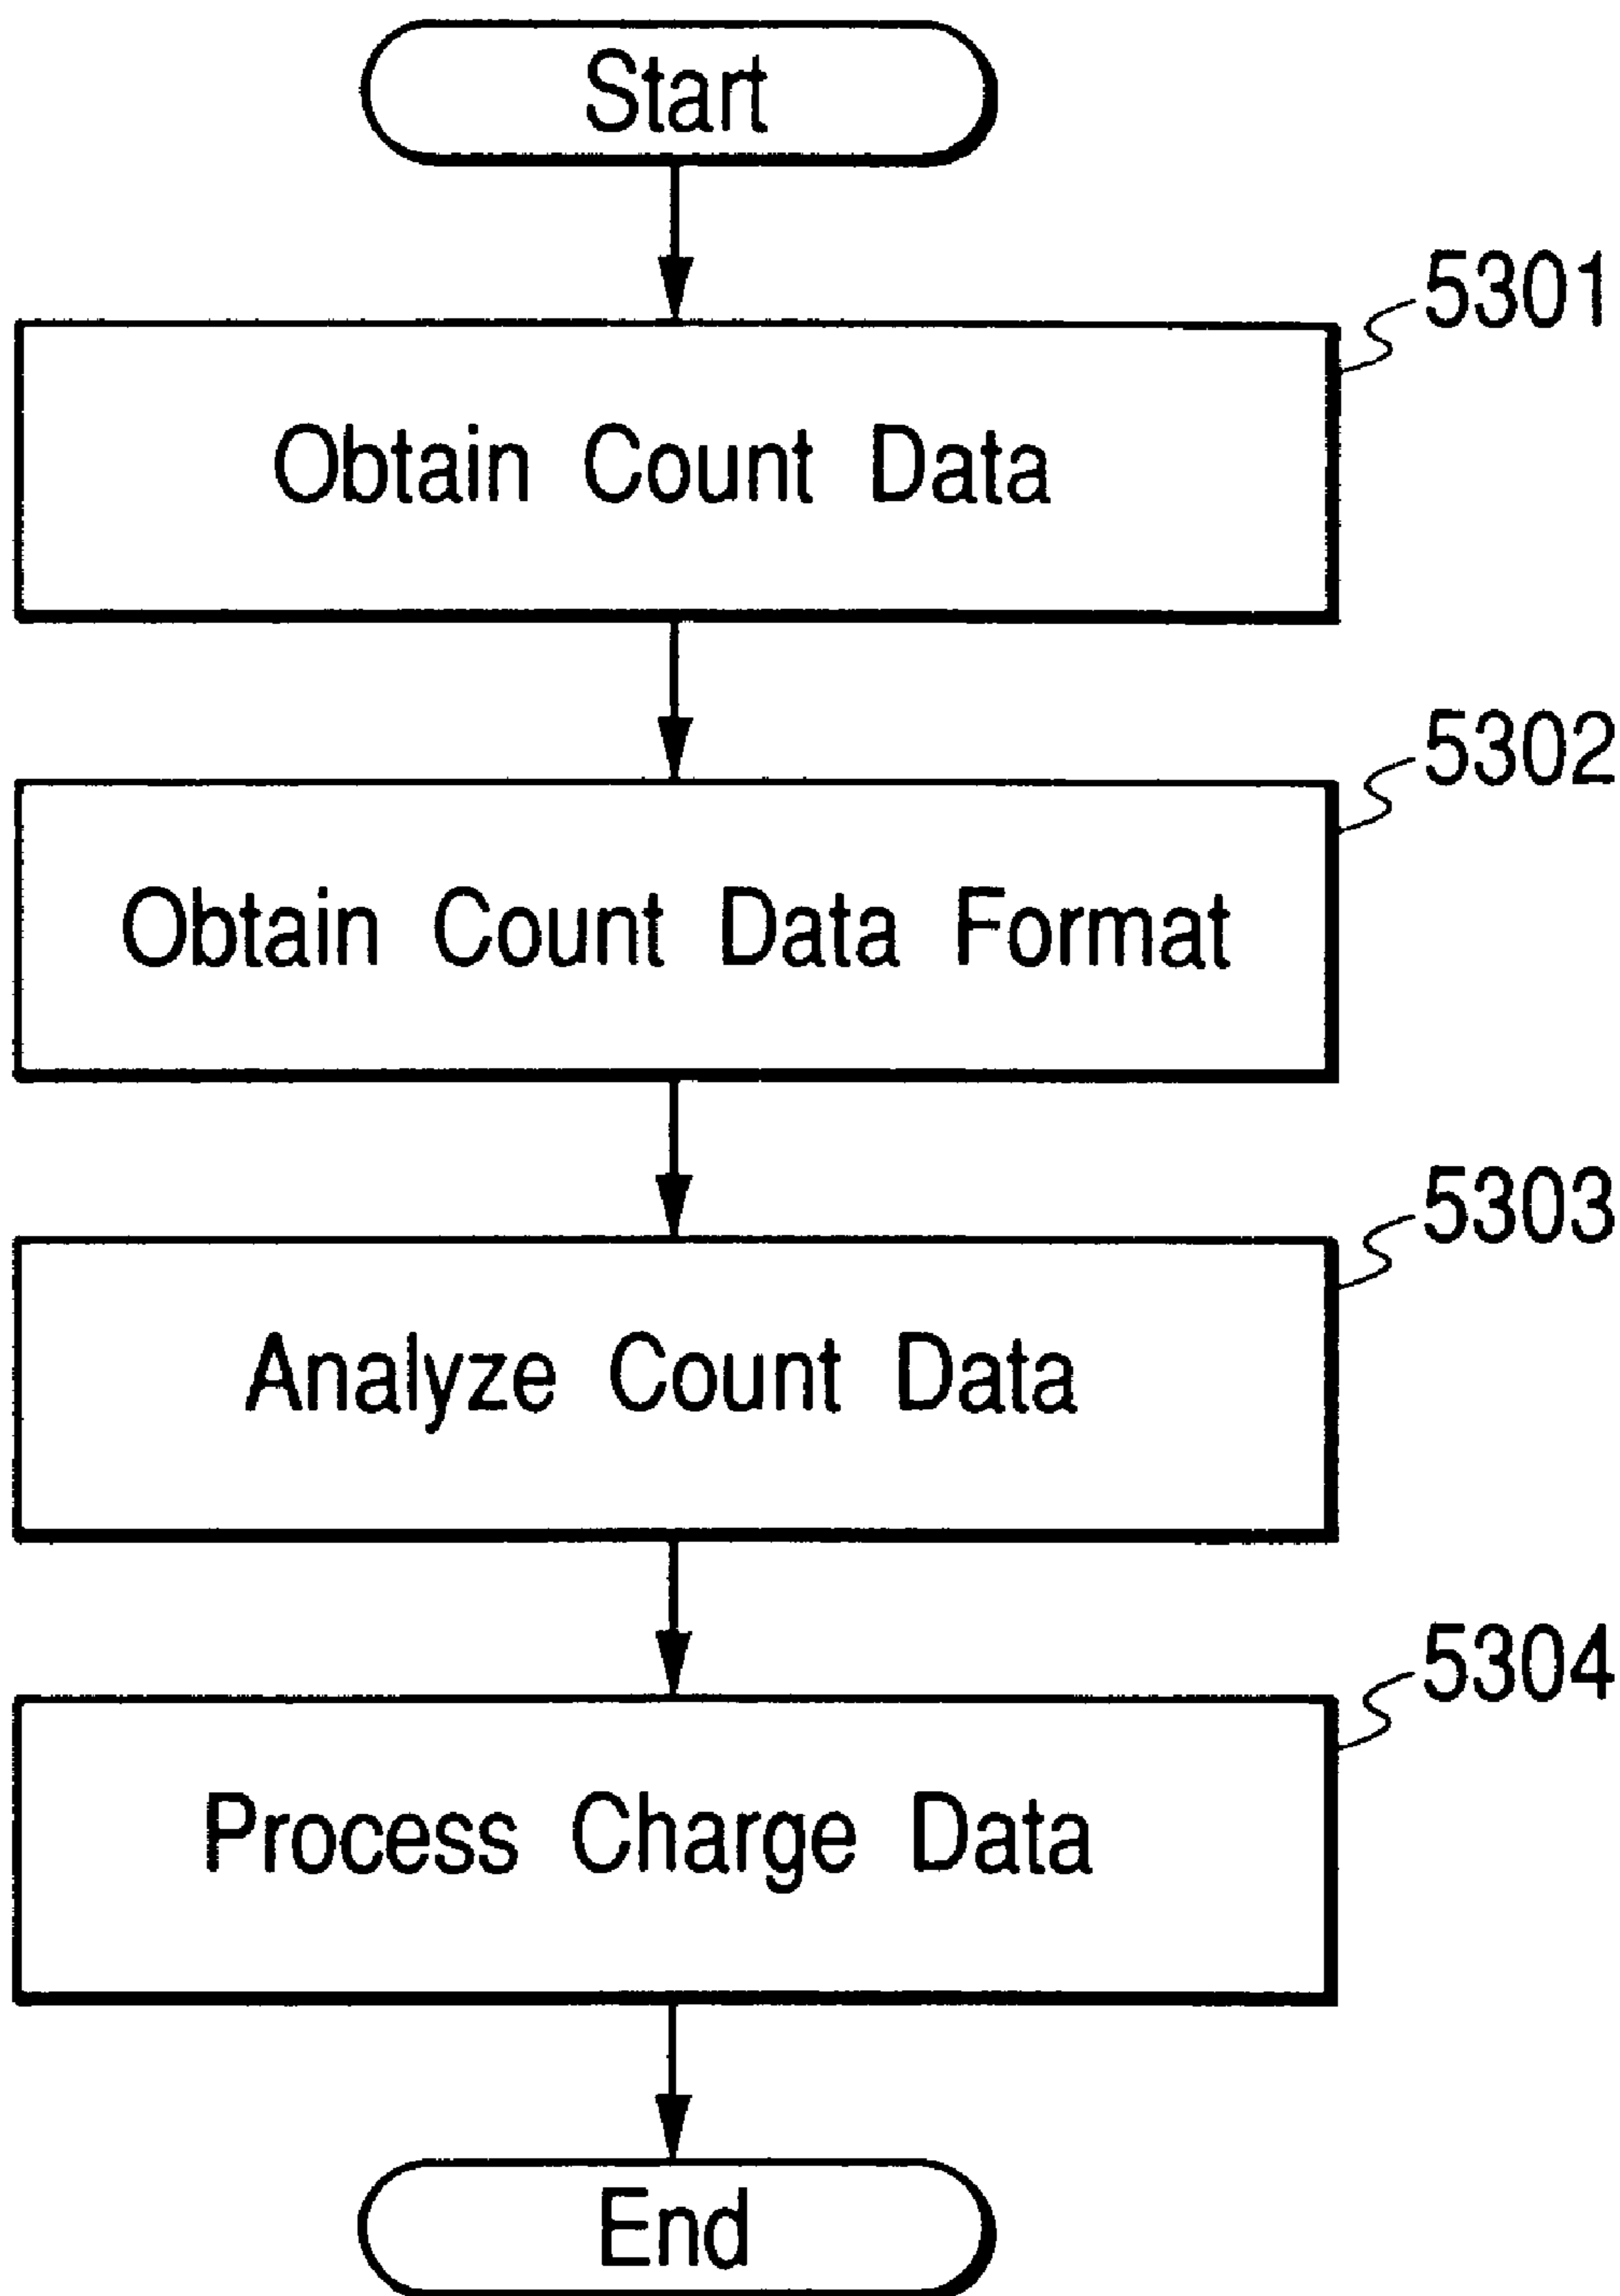 Start
5301
Obtain Count Data
5302
Obtain Count Data Format
5303
Analyze Count Data
5304
Process Charge Data
End